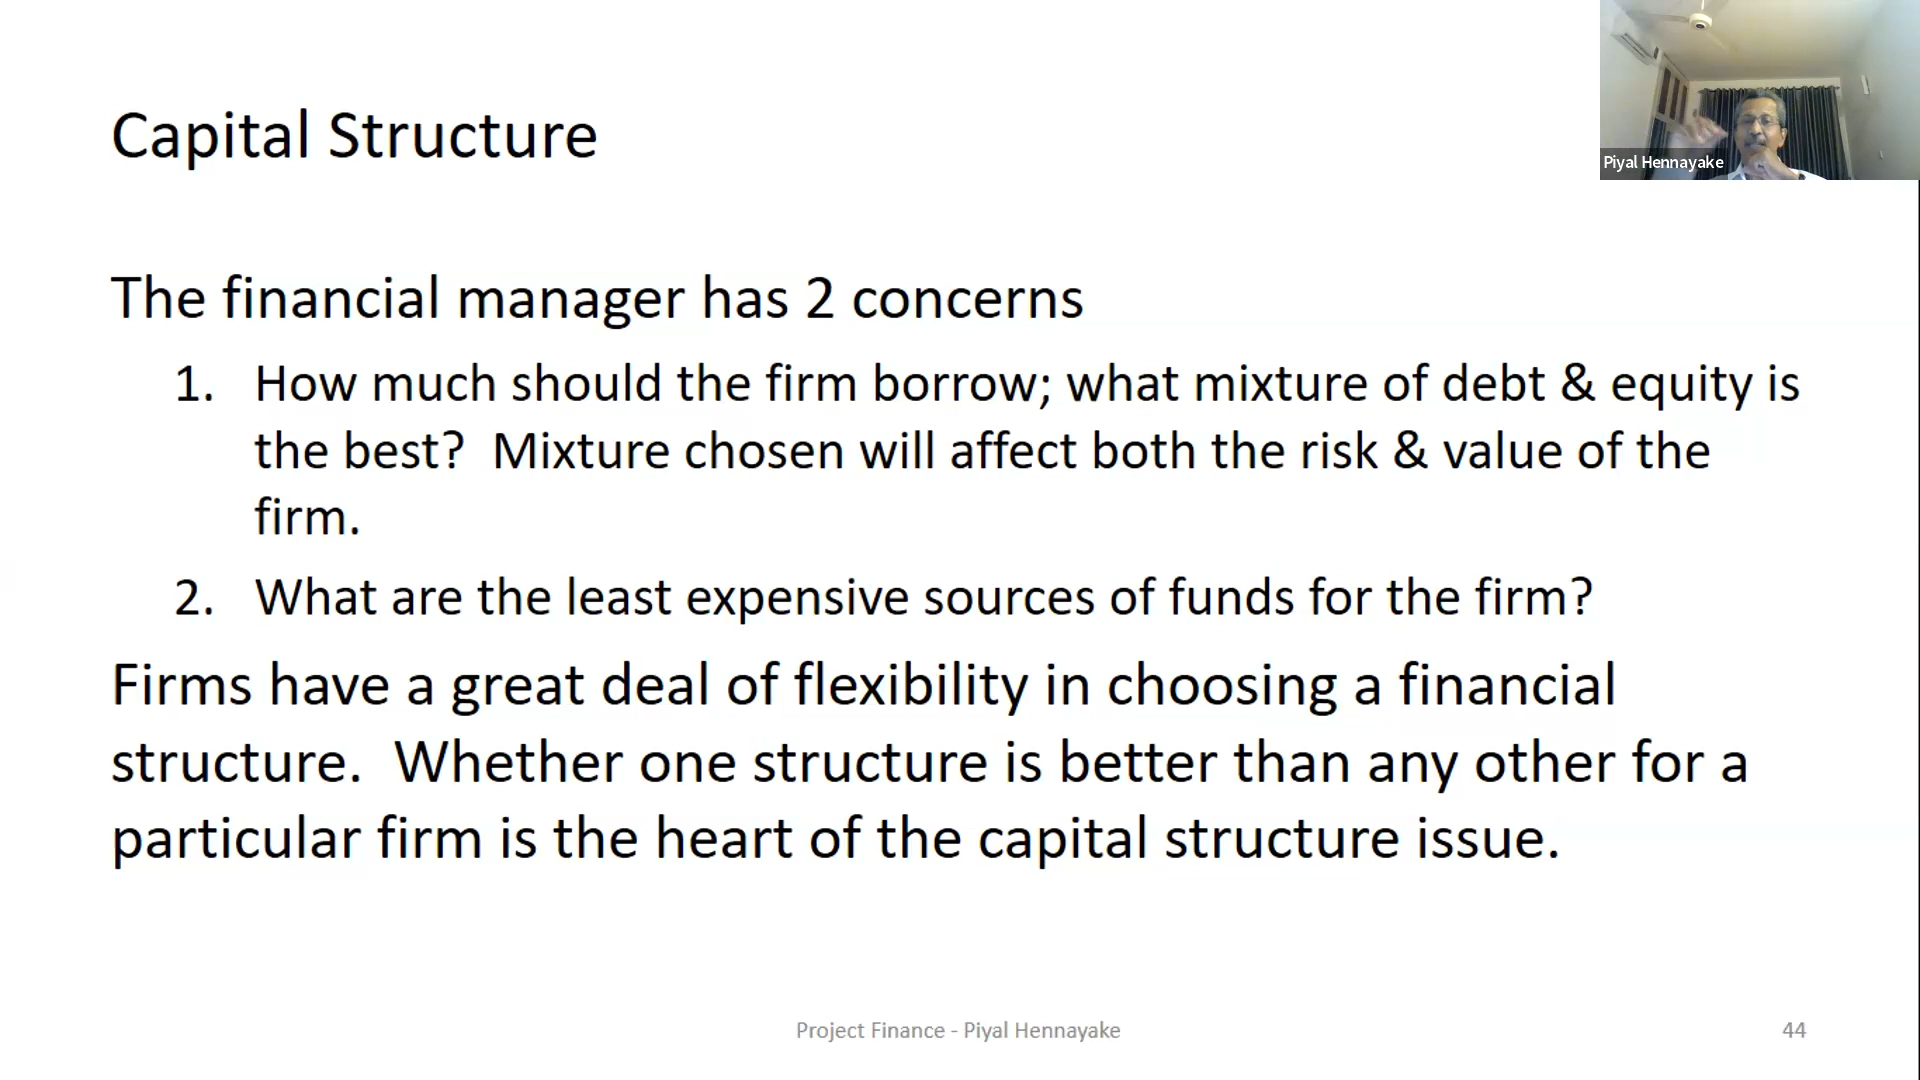 Capital Structure
Piyal Hennayake
The financial manager has 2 concerns
1. How much should the firm borrow; what mixture of debt & equity is
the best?  Mixture chosen will affect both the risk & value of the
firm.
2. What are the least expensive sources of funds for the firm?
Firms have a great deal of flexibility in choosing a financial
structure.  Whether one structure is better than any other for a
particular firm is the heart of the capital structure issue.
Project Finance - Piyal Hennayake
44